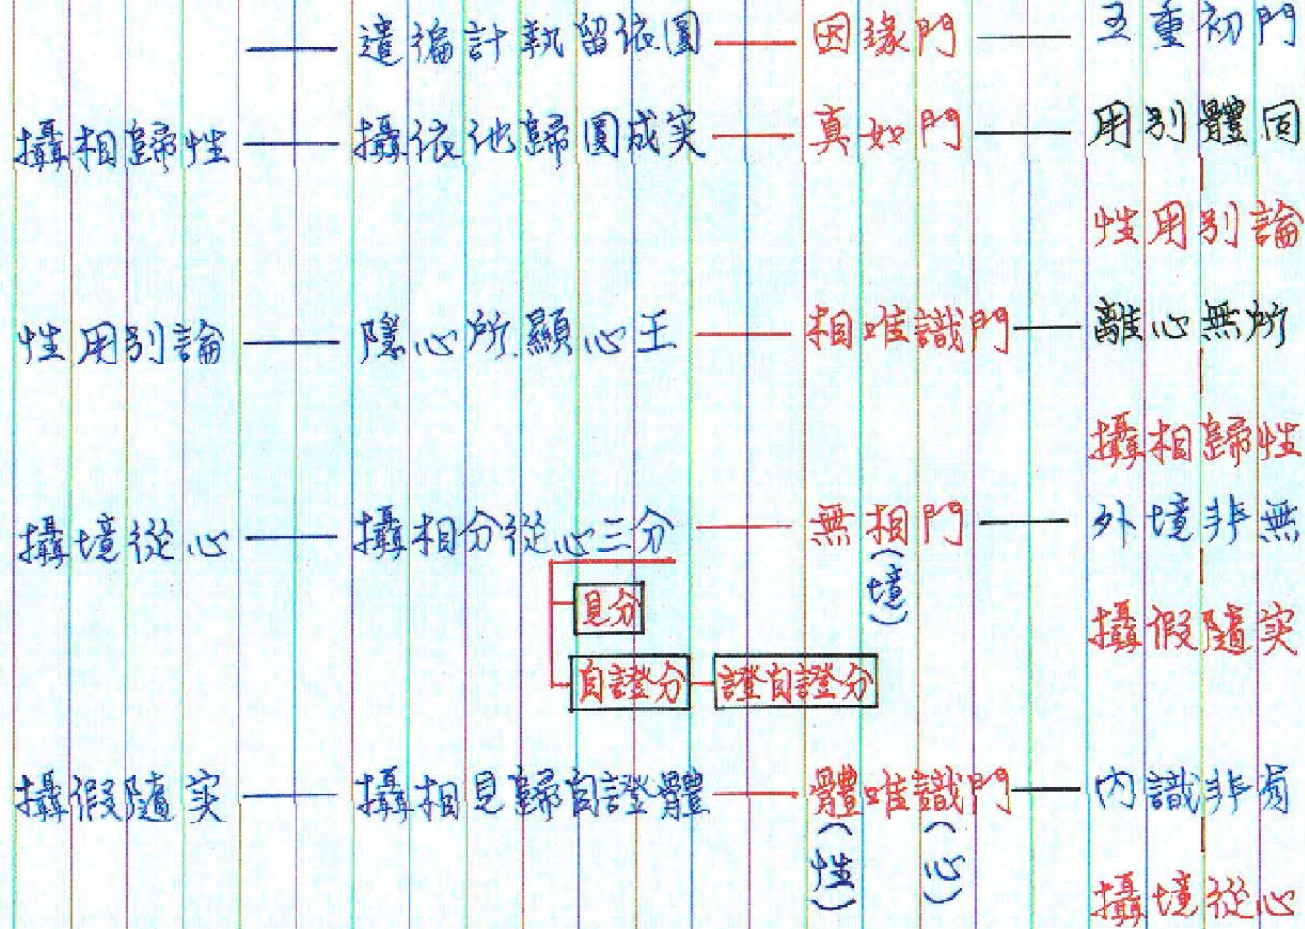 遣徧計執留依圓 因緣門 五重初門
攝相歸性 攝依他歸圓成实 真如門 用別體同
性用別論
性用別論 隱心所顯心王 相唯識門 離心無所
攝相歸性
攝境從心 攝相分從心三分 無相門 外境非無
(境)
見分
攝假隨实
自證分 證自證分
攝假隨实 攝相見歸自證體 體唯識門 內識非有
(性) (心)
攝境從心